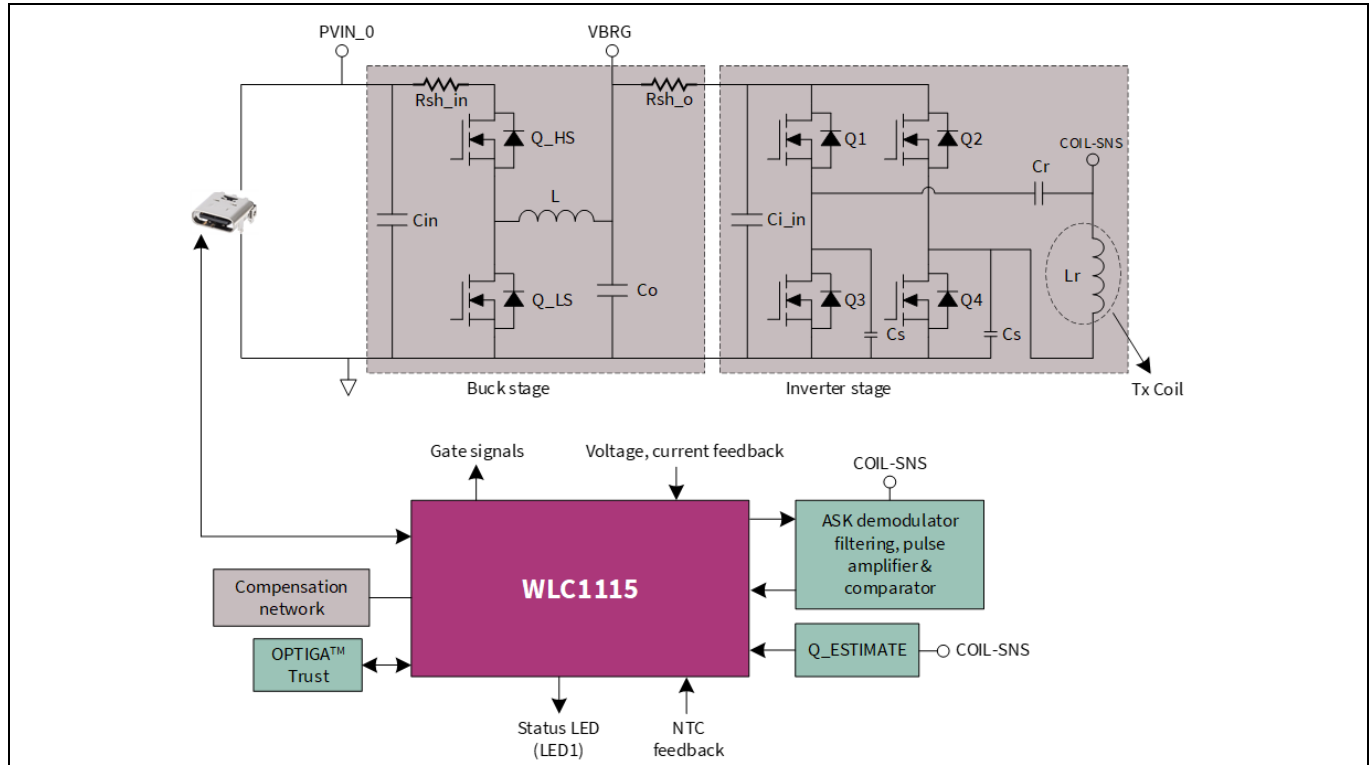 PVIN_0
VBRG
Rsh_in
Rsh_o
Q_HS
Q1
Q2
COIL-SNS
Cr
L
Cin
Ci_in
Lr
Q_LS
Co
Q3
Q4
Cs
Cs
Buck stage
Inverter stage
Tx Coil
Gate signals
Voltage, current feedback
COIL-SNS
ASK demodulator
filtering, pulse
amplifier &
comparator
WLC1115
Compensation
network
OPTIGA™
Trust
Q_ESTIMATE
COIL-SNS
Status LED
(LED1)
NTC
feedback